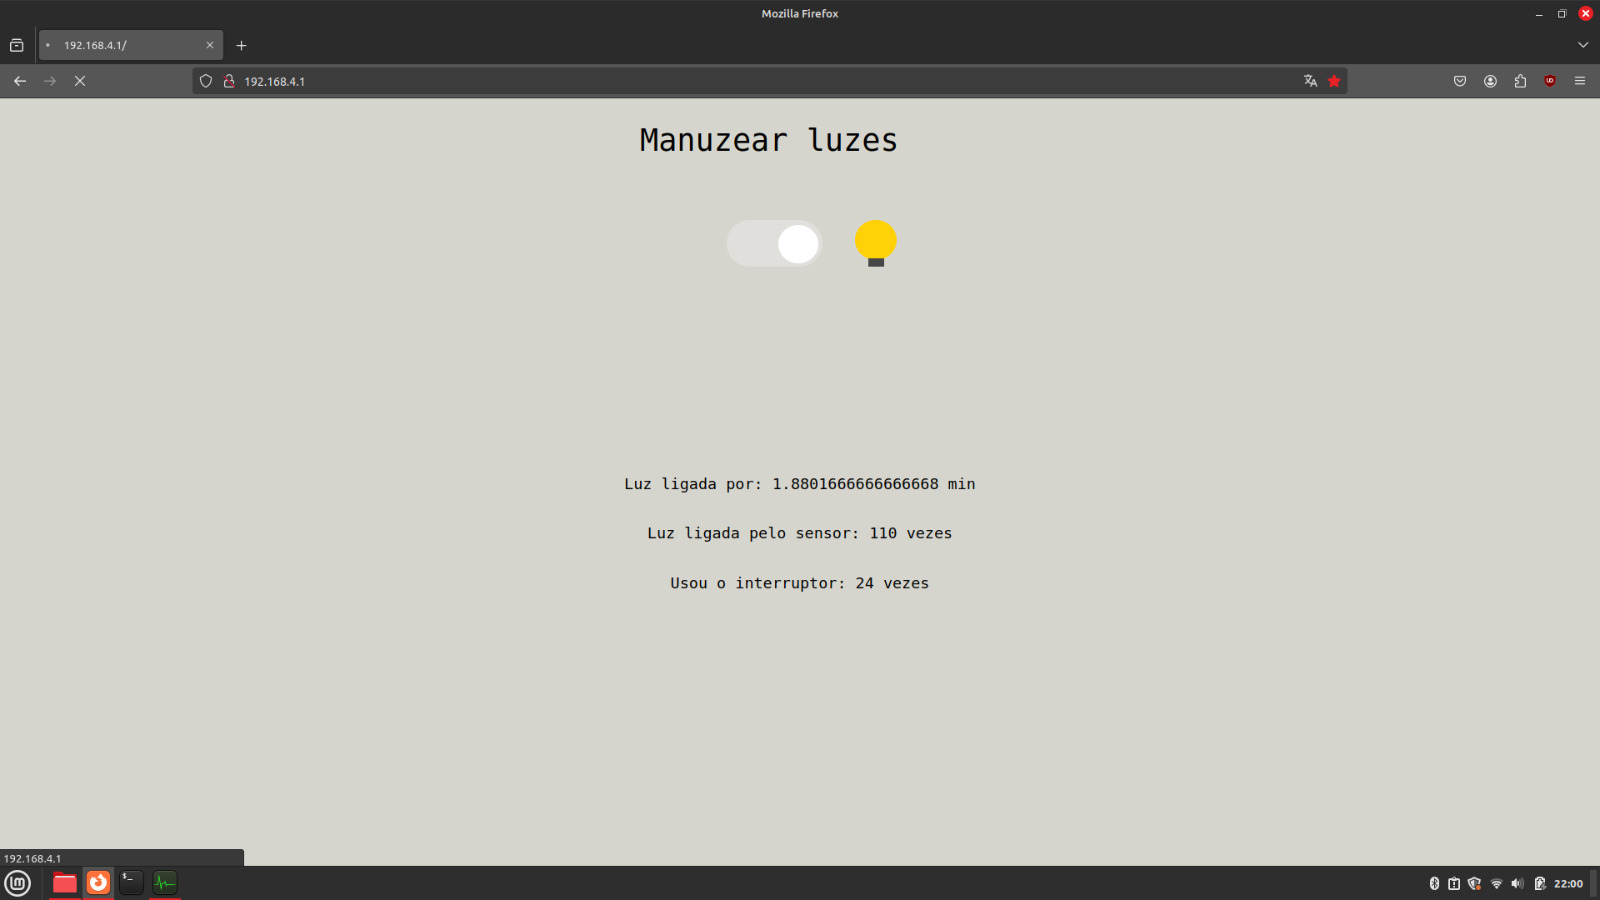 Mozilla Firefox
192.168.4.1/
192.168.4.1
Manuzear luzes
Luz ligada por: 1.8801666666666668 min
Luz ligada pelo sensor: 110 vezes
Usou o interruptor: 24 vezes
192.168.4.1
22:00